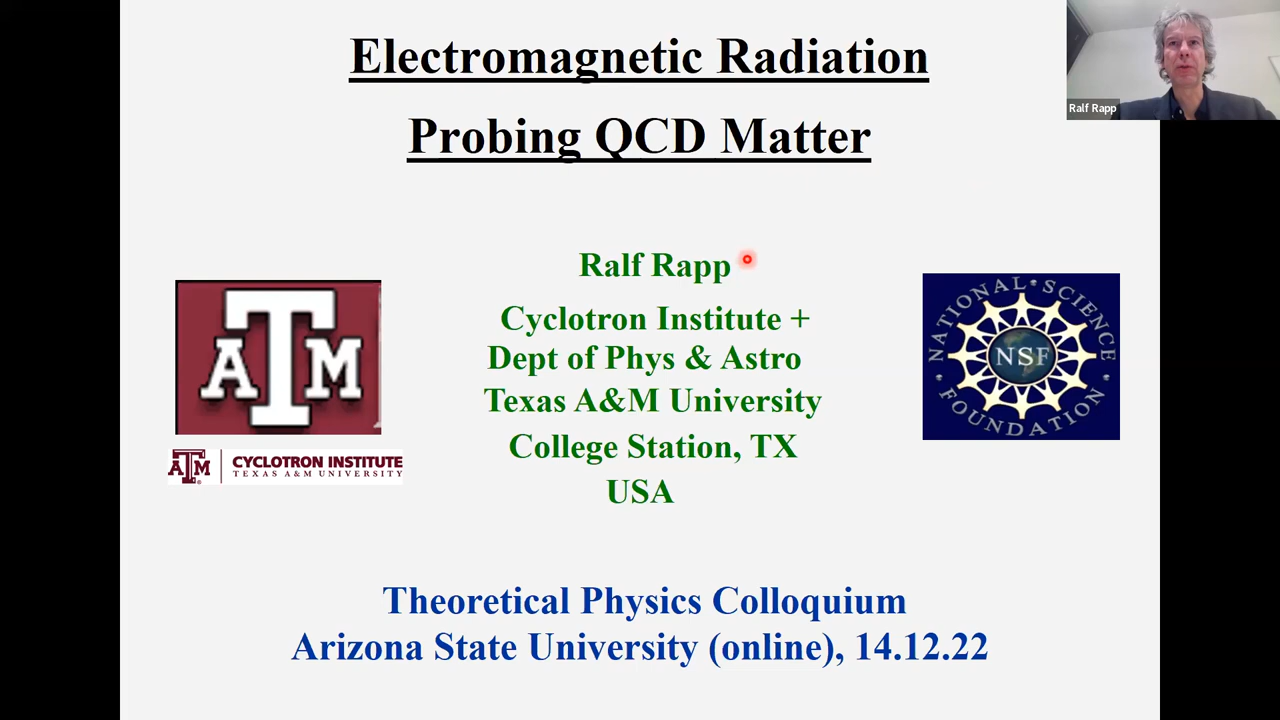 Electromagnetic Radiation
Probing QCD Matter
Ralf Rapp
Ralf Rapp
Cyclotron Institute +
Dept of Phys & Astro
Texas A&M University
College Station, TX
USA
ATM
ATM
CYCLOTRON INSTITUTE
TEXAS A&M UNIVERSITY
NATIONAL SCIENCE
NSF
FOUNDATION
Theoretical Physics Colloquium
Arizona State University (online), 14.12.22